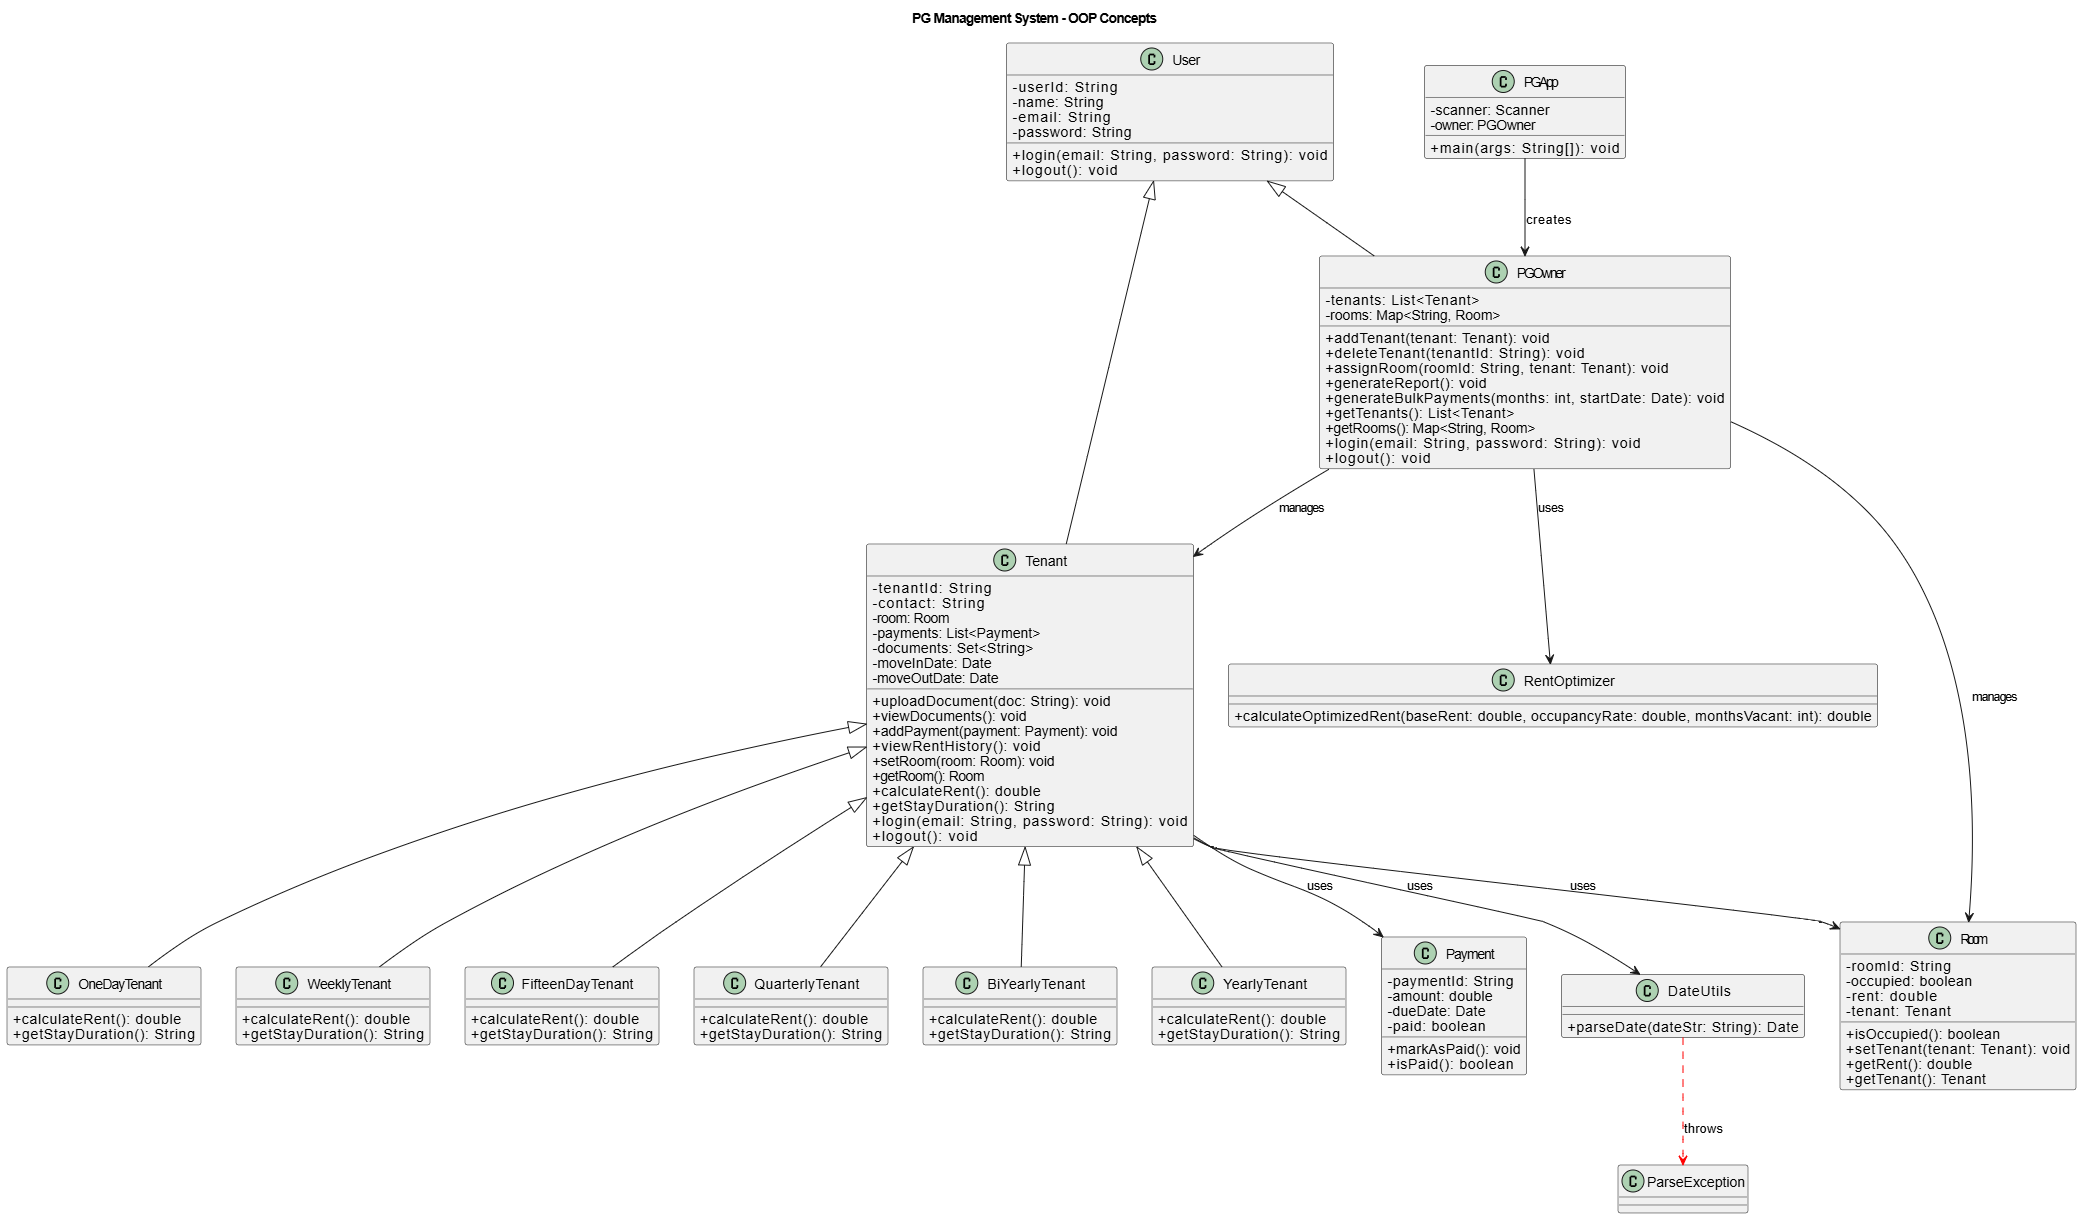 PG Management System - OOP Concepts
C User
-userId: String
-name: String
-email: String
-password: String
+login(email: String, password: String): void
+logout(): void
C PGApp
-scanner: Scanner
-owner: PGOwner
+main(args: String[]): void
creates
C PGOwner
-tenants: List<Tenant>
-rooms: Map<String, Room>
+addTenant(tenant: Tenant): void
+deleteTenant(tenantId: String): void
+assignRoom(roomId: String, tenant: Tenant): void
+generateReport(): void
+generateBulkPayments(months: int, startDate: Date): void
+getTenants(): List<Tenant>
+getRooms(): Map<String, Room>
+login(email: String, password: String): void
+logout(): void
manages
uses
manages
C Tenant
-tenantId: String
-contact: String
-room: Room
-payments: List<Payment>
-documents: Set<String>
-moveInDate: Date
-moveOutDate: Date
+uploadDocument(doc: String): void
+viewDocuments(): void
+addPayment(payment: Payment): void
+viewRentHistory(): void
+setRoom(room: Room): void
+getRoom(): Room
+calculateRent(): double
+getStayDuration(): String
+login(email: String, password: String): void
+logout(): void
C RentOptimizer
+calculateOptimizedRent(baseRent: double, occupancyRate: double, monthsVacant: int): double
uses
uses
uses
C OneDayTenant
+calculateRent(): double
+getStayDuration(): String
C WeeklyTenant
+calculateRent(): double
+getStayDuration(): String
C FifteenDayTenant
+calculateRent(): double
+getStayDuration(): String
C QuarterlyTenant
+calculateRent(): double
+getStayDuration(): String
C BiYearlyTenant
+calculateRent(): double
+getStayDuration(): String
C YearlyTenant
+calculateRent(): double
+getStayDuration(): String
C Payment
-paymentId: String
-amount: double
-dueDate: Date
-paid: boolean
+markAsPaid(): void
+isPaid(): boolean
C DateUtils
+parseDate(dateStr: String): Date
C Room
-roomId: String
-occupied: boolean
-rent: double
-tenant: Tenant
+isOccupied(): boolean
+setTenant(tenant: Tenant): void
+getRent(): double
+getTenant(): Tenant
throws
C ParseException